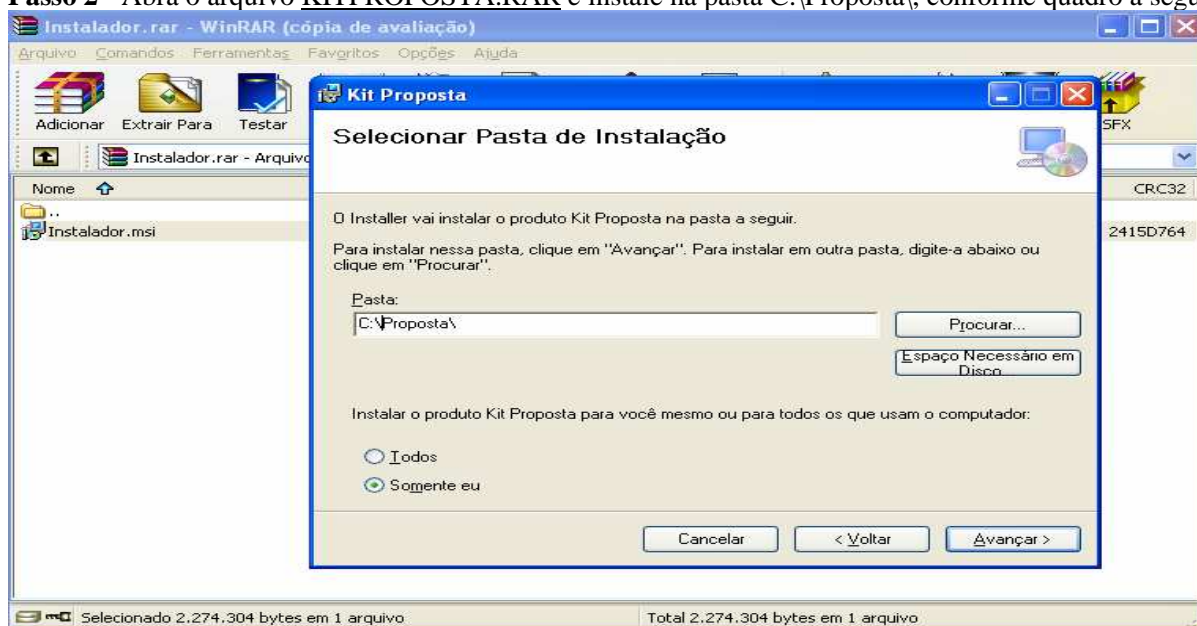 Passo 2 - Abra o arquivo KITPROPOSTA.RAR e instale na pasta C:\Proposta\, conforme quadro a segu
Instalador.rar - WinRAR (cópia de avaliação)
Arquivo Comandos Ferramentas Favoritos Opções Ajuda
Adicionar Extrair Para Testar SFX
Instalador.rar - Arquivo
Nome CRC32
..
Instalador.msi 2415D764
Kit Proposta
Selecionar Pasta de Instalação
O Installer vai instalar o produto Kit Proposta na pasta a seguir.
Para instalar nessa pasta, clique em "Avançar". Para instalar em outra pasta, digite-a abaixo ou
clique em "Procurar".
Pasta:
C:\Proposta\
Procurar...
Espaço Necessário em
Disco
Instalar o produto Kit Proposta para você mesmo ou para todos os que usam o computador:
Todos
Somente eu
Cancelar < Voltar Avançar >
Selecionado 2.274.304 bytes em 1 arquivo Total 2.274.304 bytes em 1 arquivo